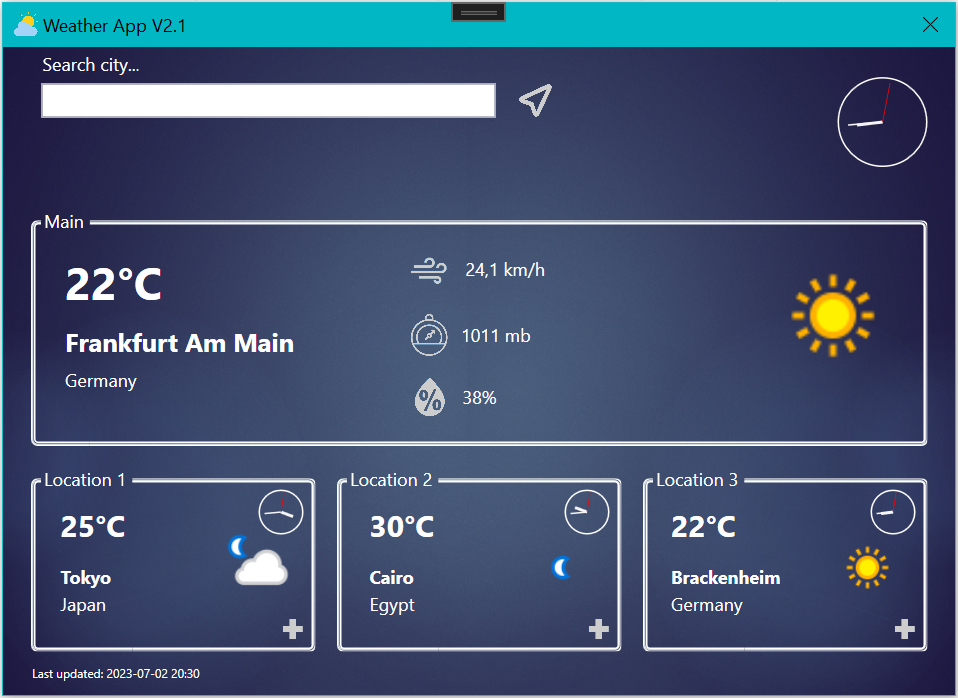 Weather App V2.1
Search city...
Main
22°C
Frankfurt Am Main
Germany
24,1 km/h
1011 mb
%
38%
Location 1
25°C
Tokyo
Japan
Location 2
30°C
Cairo
Egypt
Location 3
22°C
Brackenheim
Germany
Last updated: 2023-07-02 20:30